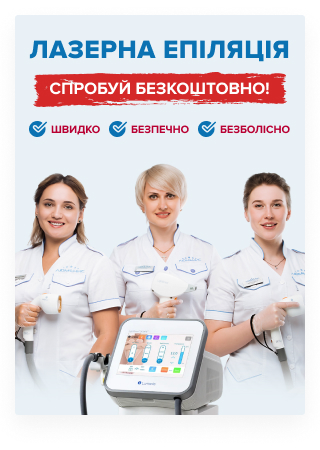 ЛАЗЕРНА ЕПІЛЯЦІЯ
СПРОБУЙ БЕЗКОШТОВНО!
ШВИДКО БЕЗПЕЧНО БЕЗБОЛІСНО